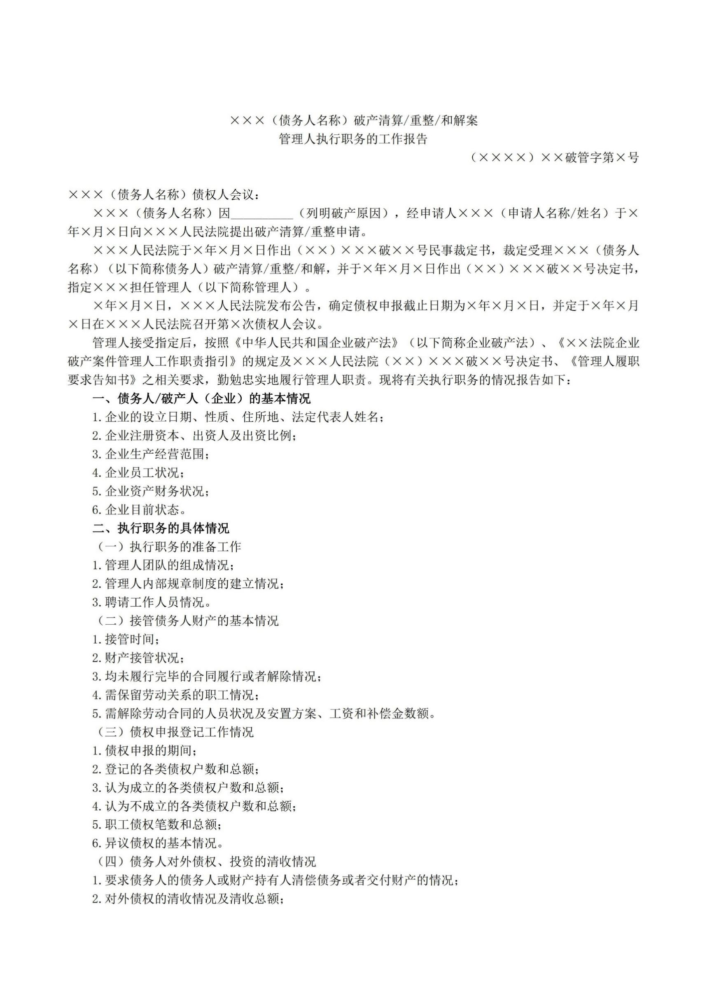 ×××（债务人名称）破产清算/重整/和解案
管理人执行职务的工作报告
（××××）××破管字第×号
×××（债务人名称）债权人会议：
×××（债务人名称）因__________（列明破产原因），经申请人×××（申请人名称/姓名）于×
年×月×日向×××人民法院提出破产清算/重整申请。
×××人民法院于×年×月×日作出（××）×××破××号民事裁定书，裁定受理×××（债务人
名称）（以下简称债务人）破产清算/重整/和解，并于×年×月×日作出（××）×××破××号决定书，
指定×××担任管理人（以下简称管理人）。
×年×月×日，×××人民法院发布公告，确定债权申报截止日期为×年×月×日，并定于×年×月
×日在×××人民法院召开第×次债权人会议。
管理人接受指定后，按照《中华人民共和国企业破产法》（以下简称企业破产法）、《××法院企业
破产案件管理人工作职责指引》的规定及×××人民法院（××）×××破××号决定书、《管理人履职
要求告知书》之相关要求，勤勉忠实地履行管理人职责。现将有关执行职务的情况报告如下：
一、债务人/破产人（企业）的基本情况
1.企业的设立日期、性质、住所地、法定代表人姓名；
2.企业注册资本、出资人及出资比例；
3.企业生产经营范围；
4.企业员工状况；
5.企业资产财务状况；
6.企业目前状态。
二、执行职务的具体情况
（一）执行职务的准备工作
1.管理人团队的组成情况；
2.管理人内部规章制度的建立情况；
3.聘请工作人员情况。
（二）接管债务人财产的基本情况
1.接管时间；
2.财产接管状况；
3.均未履行完毕的合同履行或者解除情况；
4.需保留劳动关系的职工情况；
5.需解除劳动合同的人员状况及安置方案、工资和补偿金数额。
（三）债权申报登记工作情况
1.债权申报的期间；
2.登记的各类债权户数和总额；
3.认为成立的各类债权户数和总额；
4.认为不成立的各类债权户数和总额；
5.职工债权笔数和总额；
6.异议债权的基本情况。
（四）债务人对外债权、投资的清收情况
1.要求债务人的债务人或财产持有人清偿债务或者交付财产的情况；
2.对外债权的清收情况及清收总额；